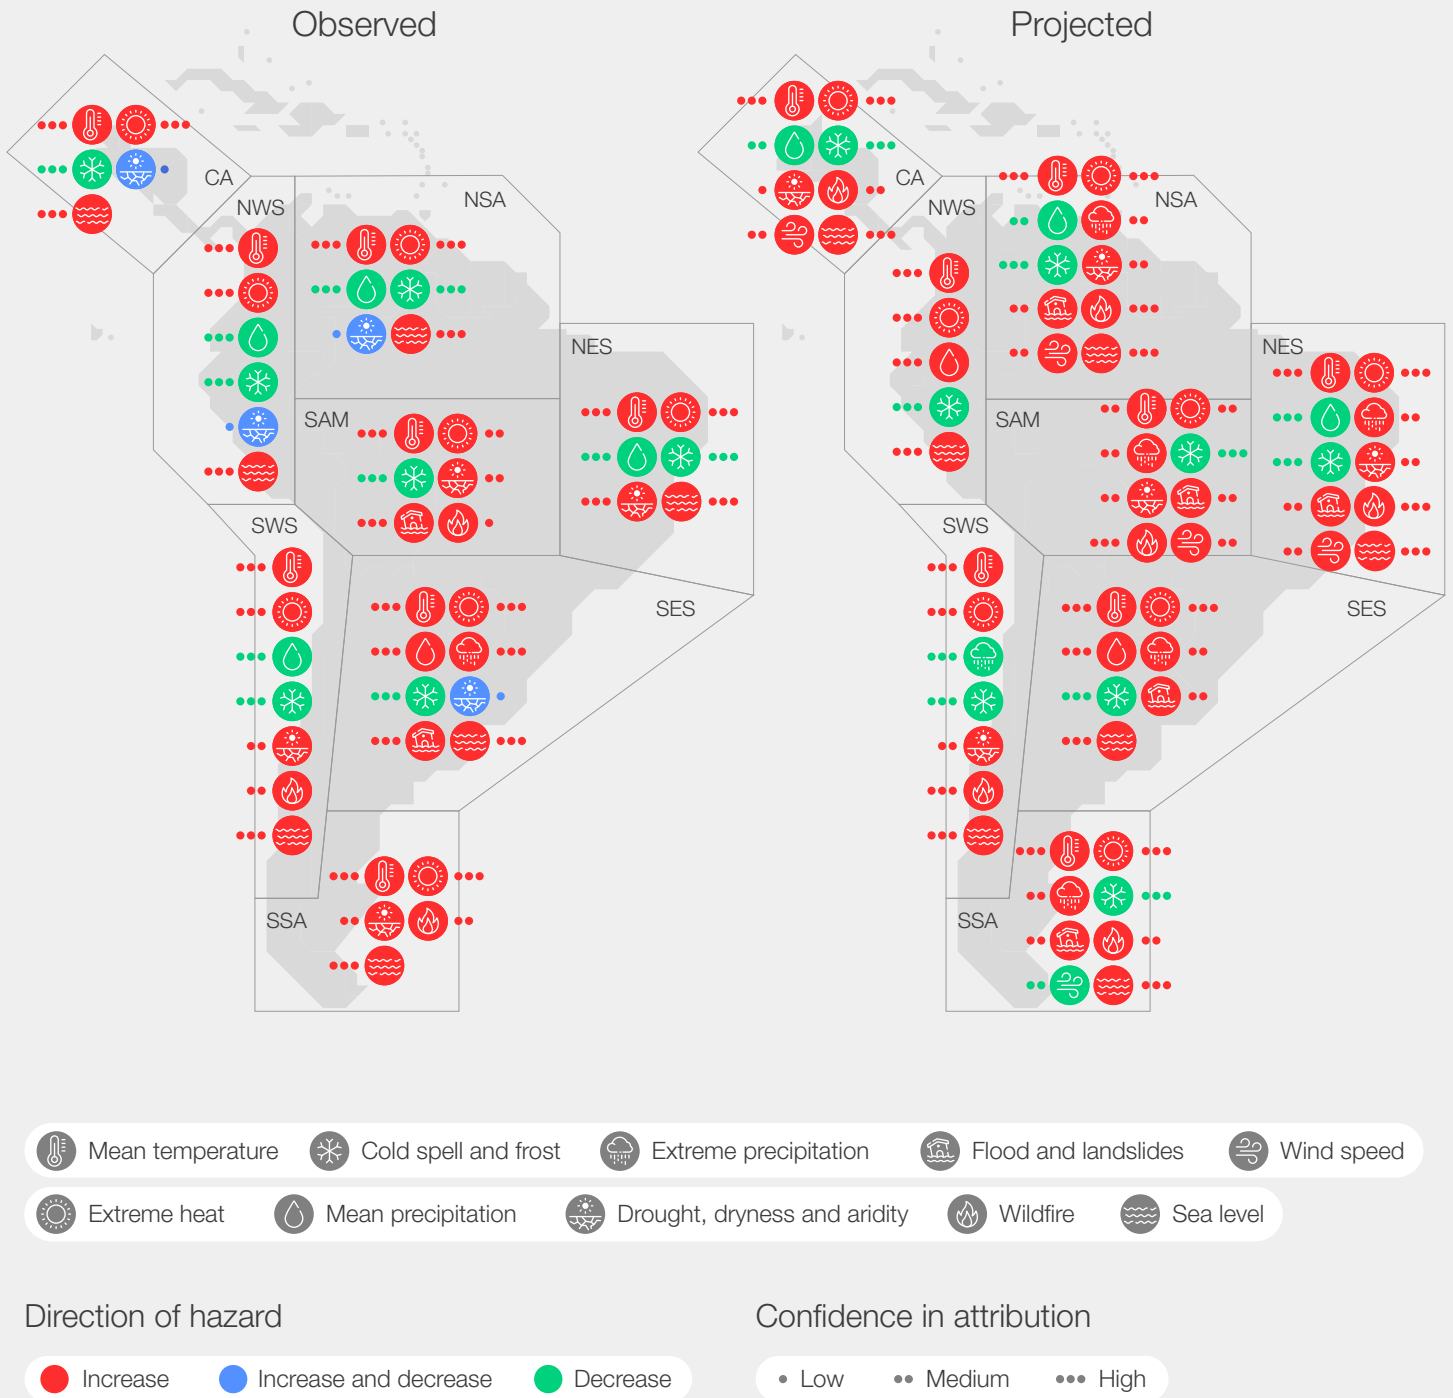 Observed
Projected
CA
NWS
NSA
NES
SAM
SWS
SES
SSA
CA
NWS
NSA
NES
SAM
SWS
SES
SSA
Mean temperature
Cold spell and frost
Extreme precipitation
Flood and landslides
Wind speed
Extreme heat
Mean precipitation
Drought, dryness and aridity
Wildfire
Sea level
Direction of hazard
Increase
Increase and decrease
Decrease
Confidence in attribution
Low
Medium
High